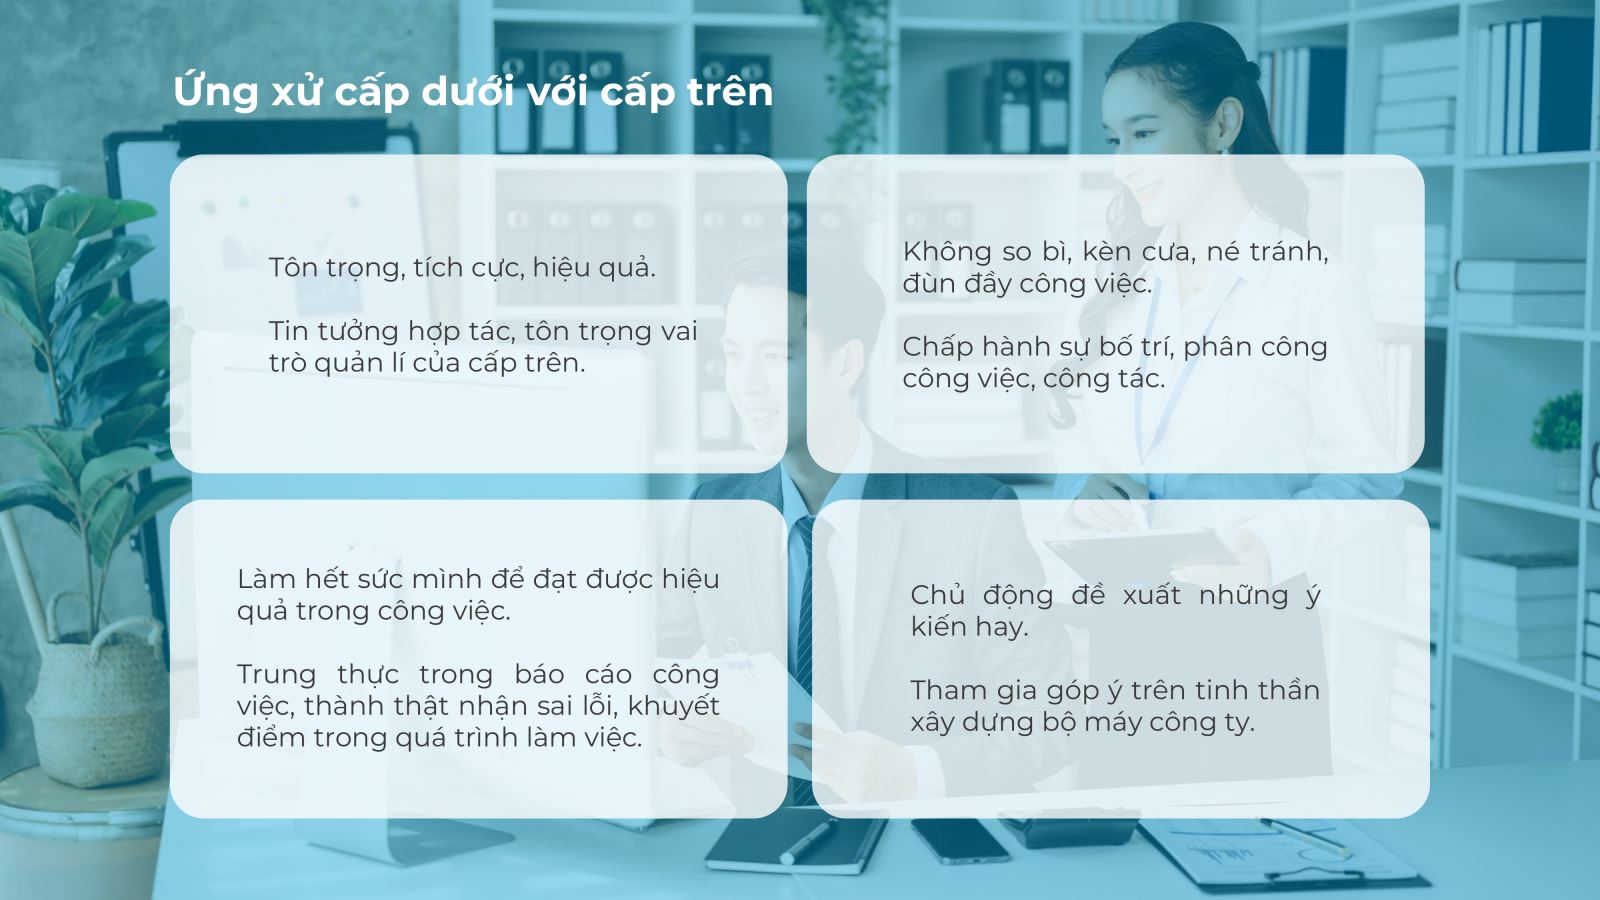 Ứng xử cấp dưới với cấp trên
Tôn trọng, tích cực, hiệu quả.
Tin tưởng hợp tác, tôn trọng vai
trò quản lí của cấp trên.
Không so bì, kèn cưa, né tránh,
đùn đẩy công việc.
Chấp hành sự bố trí, phân công
công việc, công tác.
Làm hết sức mình để đạt được hiệu
quả trong công việc.
Trung thực trong báo cáo công
việc, thành thật nhận sai lỗi, khuyết
điểm trong quá trình làm việc.
Chủ động đề xuất những ý
kiến hay.
Tham gia góp ý trên tinh thần
xây dựng bộ máy công ty.